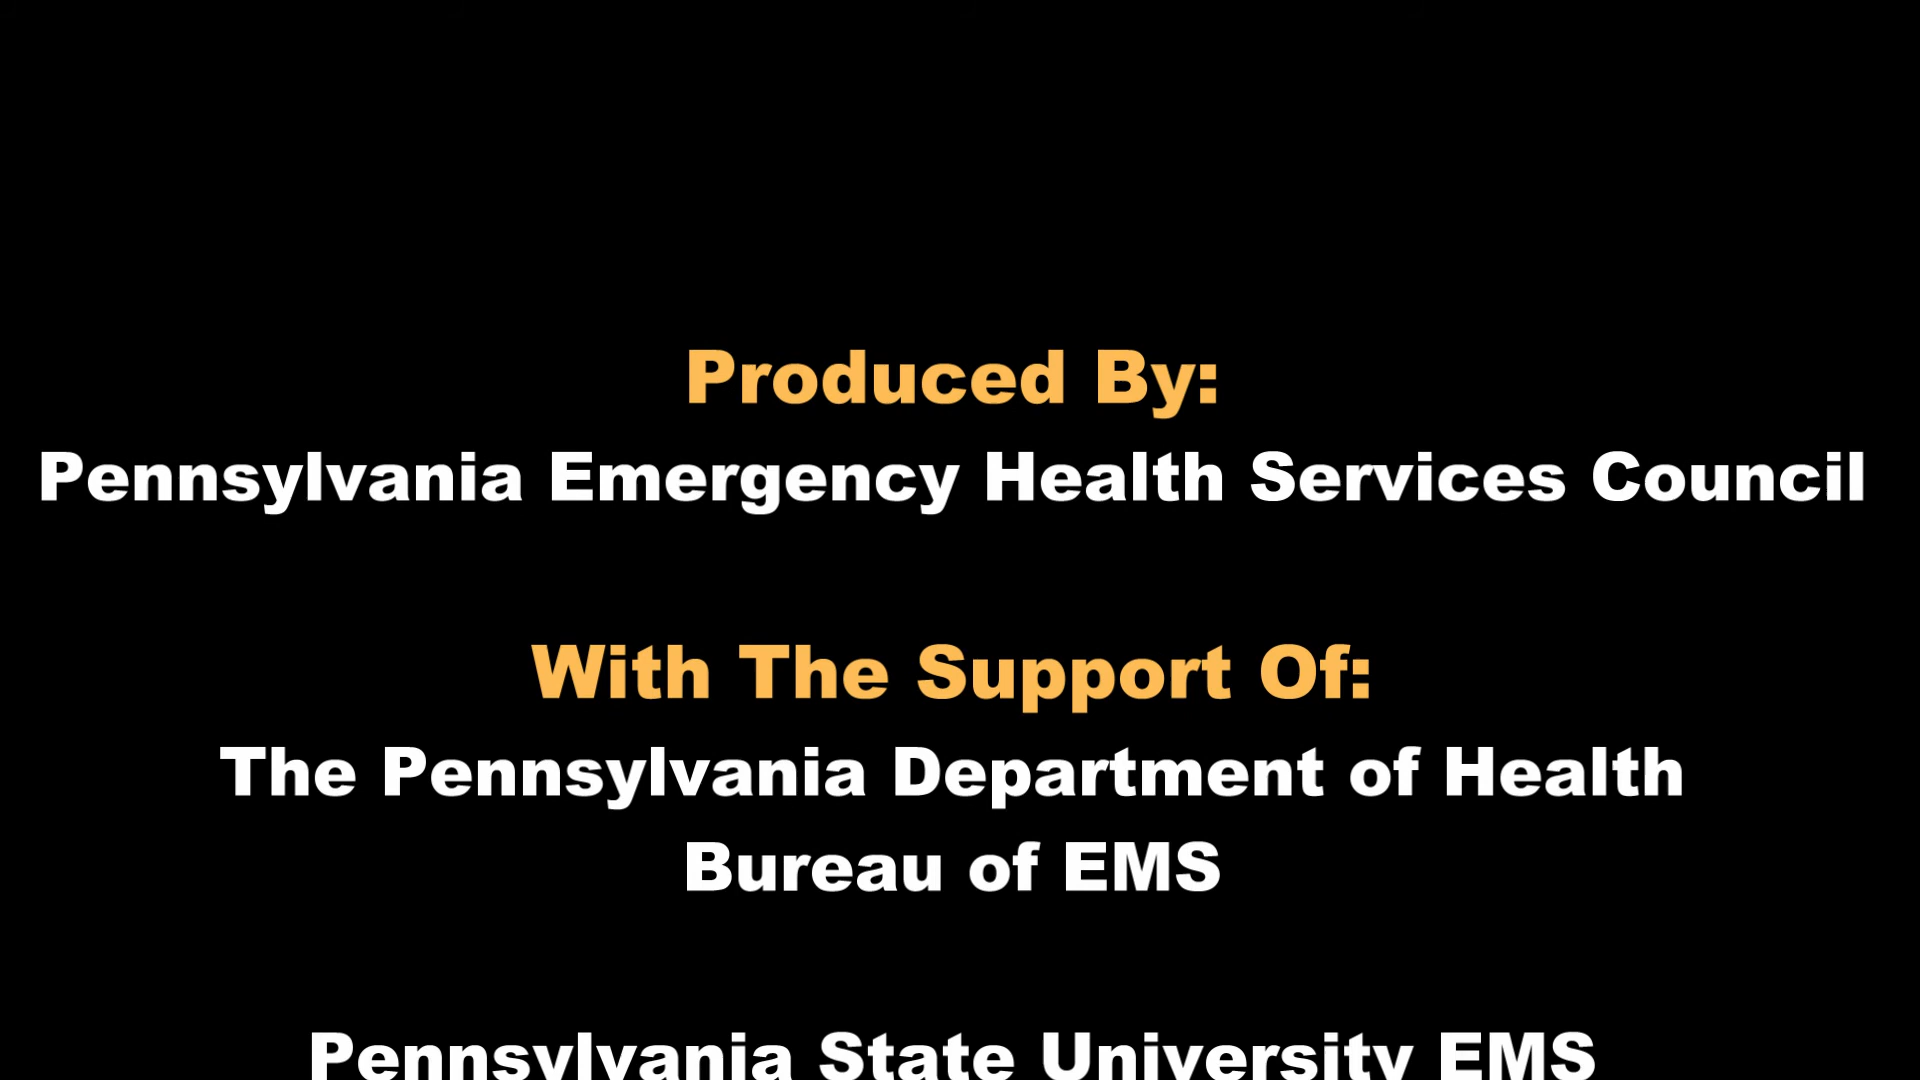 Produced By:
Pennsylvania Emergency Health Services Council
With The Support Of:
The Pennsylvania Department of Health
Bureau of EMS
Pennsylvania State University EMS